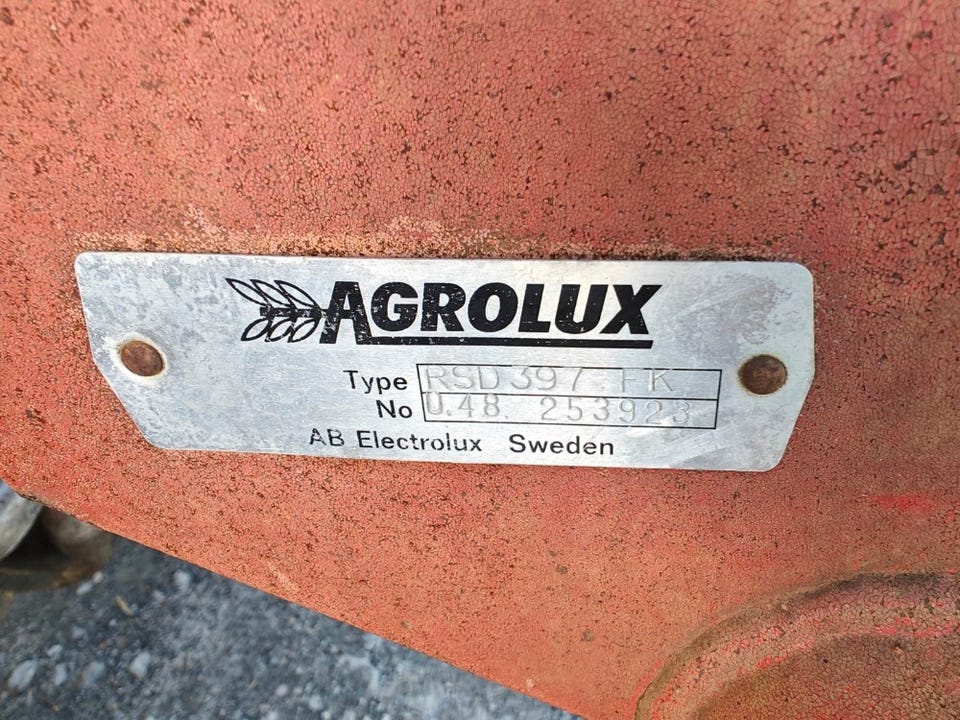 AGROLUX
Type RSD 397 FK
No 0.48. 253923
AB Electrolux Sweden